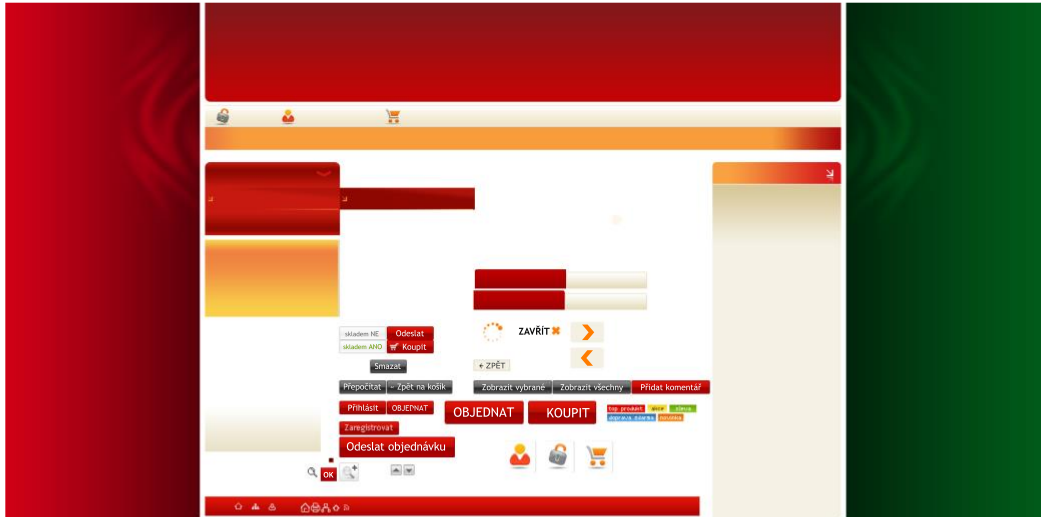 skladem NE Odeslat ZAVŘÍT
skladem ANO Koupit
Smazat ZPĚT
Přepočítat Zpět na košík Zobrazit vybrané Zobrazit všechny Přidat komentář
Přihlásit OBJEDNAT OBJEDNAT KOUPIT top produkt akce sleva
doprava zdarma novinka
Zaregistrovat
Odeslat objednávku
OK